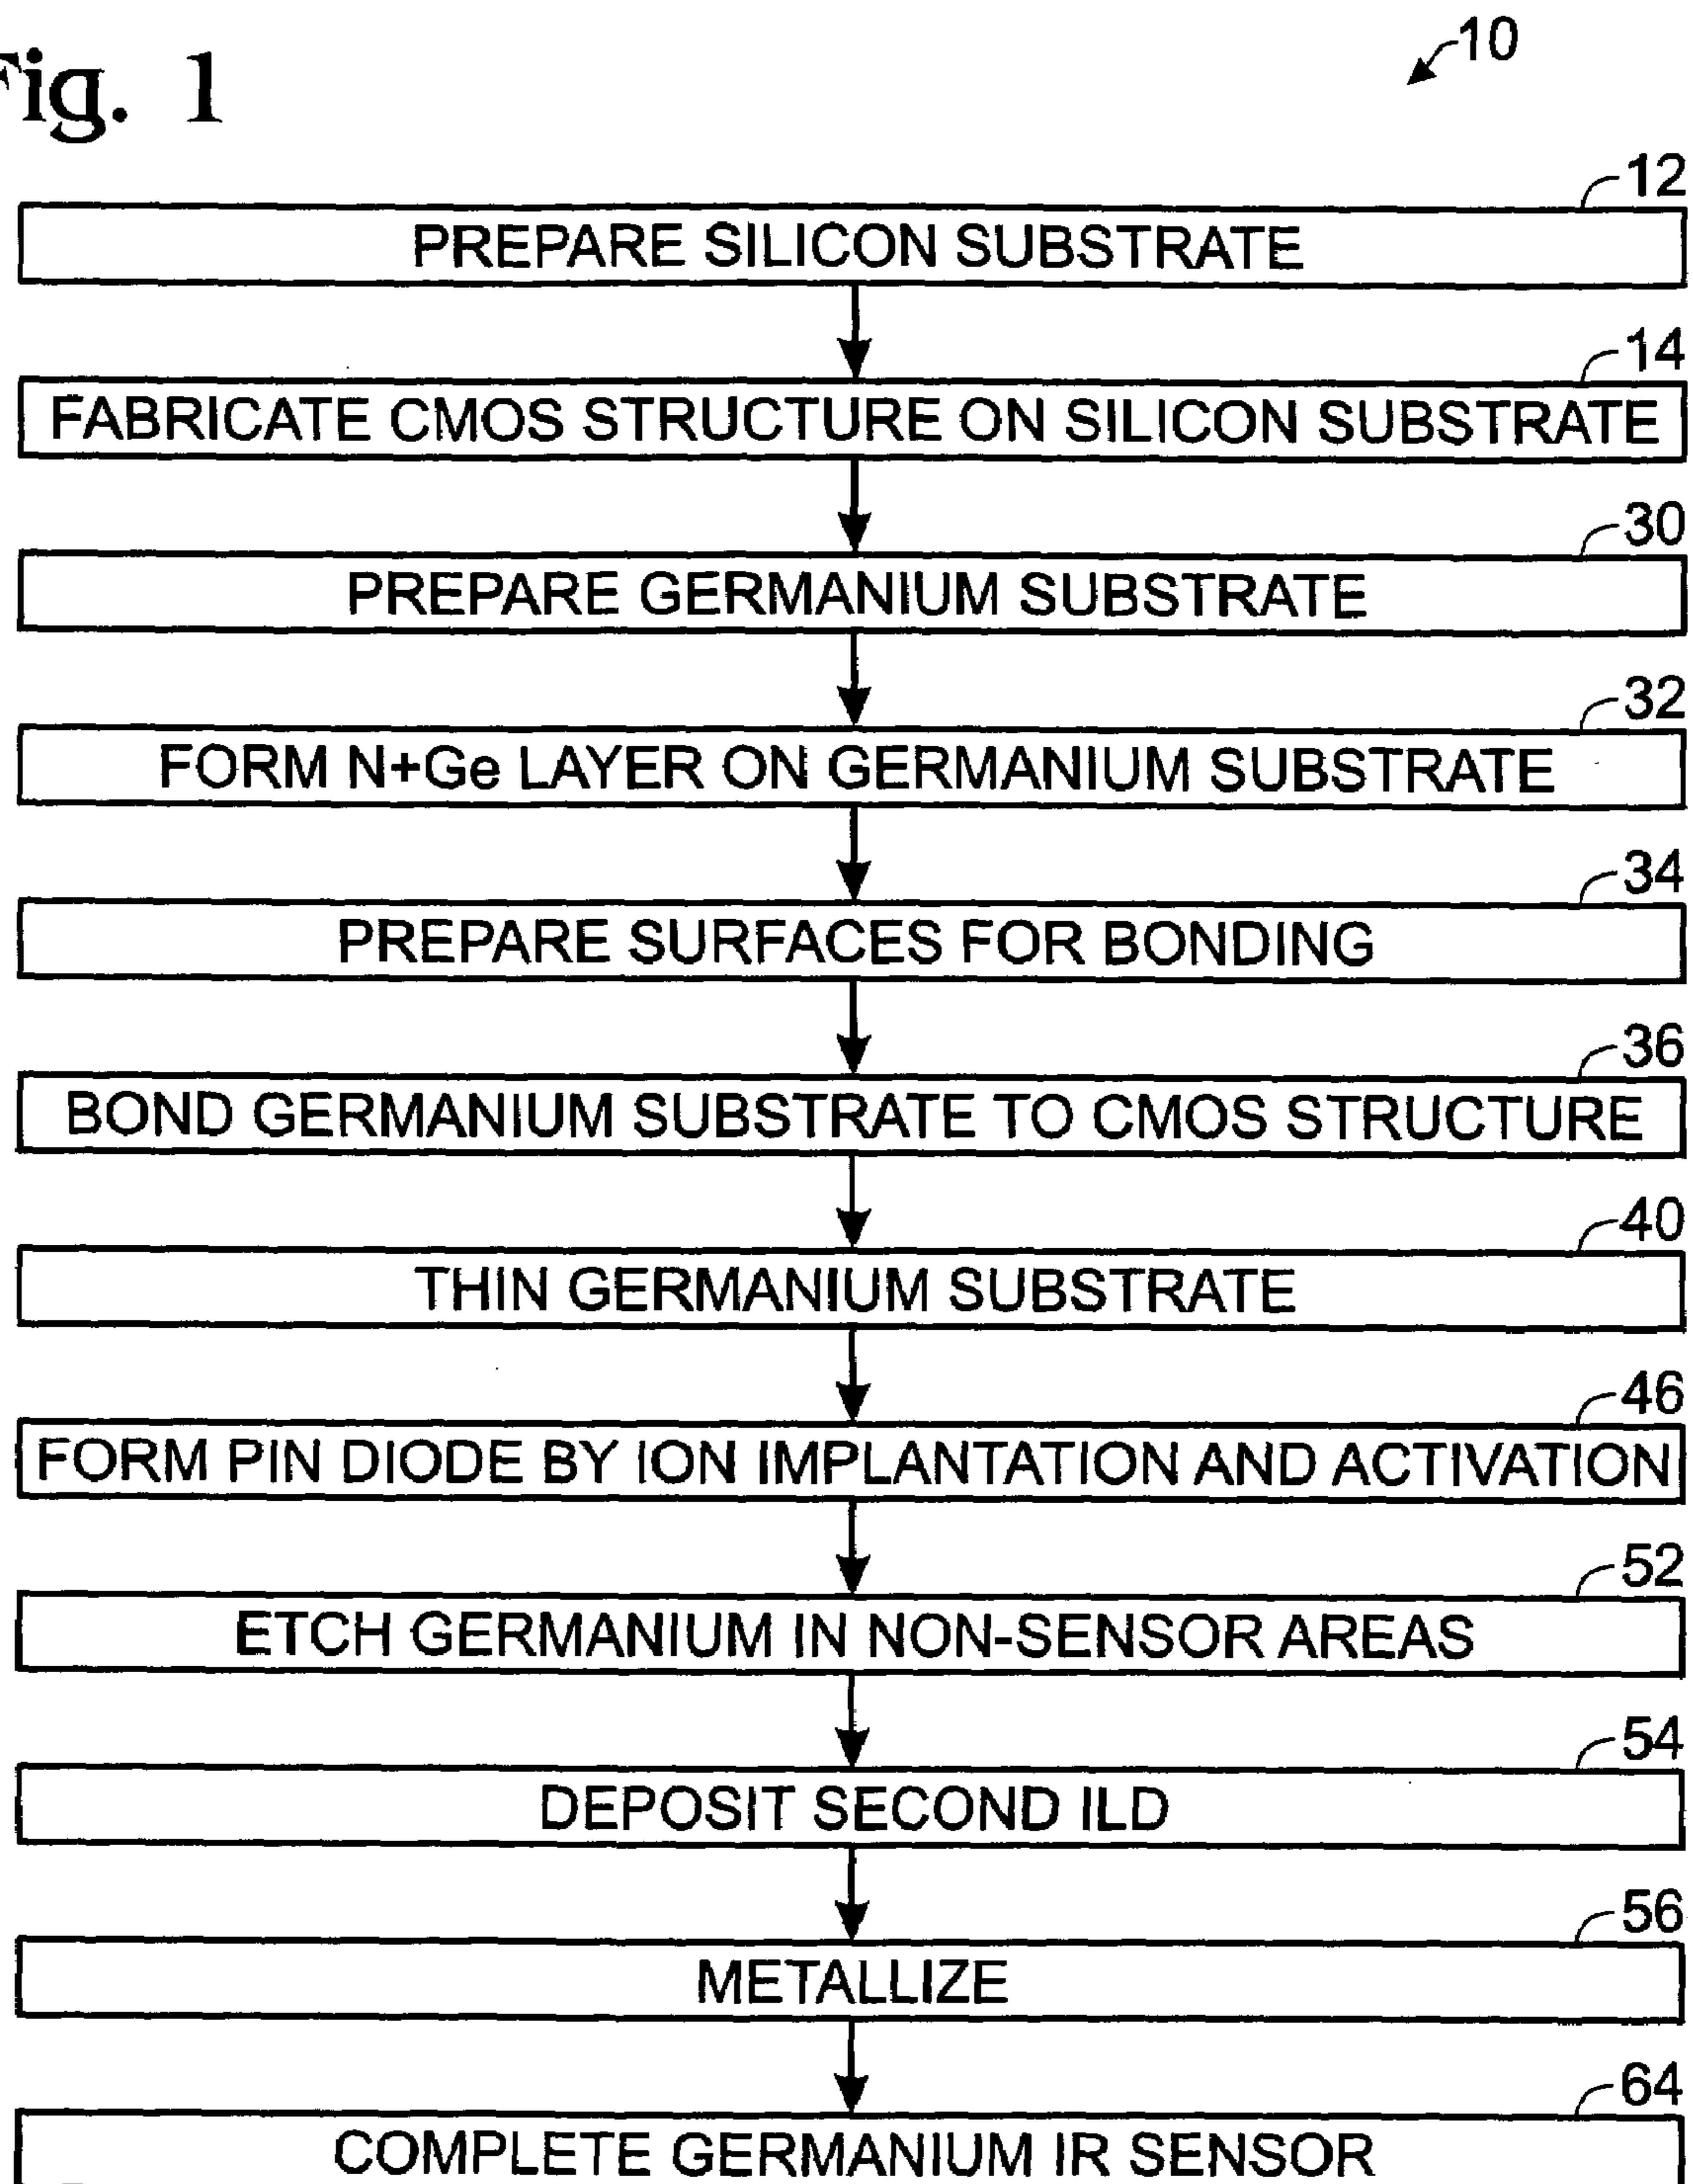 Fig. 1
10
12
PREPARE SILICON SUBSTRATE
14
FABRICATE CMOS STRUCTURE ON SILICON SUBSTRATE
30
PREPARE GERMANIUM SUBSTRATE
32
FORM N+Ge LAYER ON GERMANIUM SUBSTRATE
34
PREPARE SURFACES FOR BONDING
36
BOND GERMANIUM SUBSTRATE TO CMOS STRUCTURE
40
THIN GERMANIUM SUBSTRATE
46
FORM PIN DIODE BY ION IMPLANTATION AND ACTIVATION
52
ETCH GERMANIUM IN NON-SENSOR AREAS
54
DEPOSIT SECOND ILD
56
METALLIZE
64
COMPLETE GERMANIUM IR SENSOR